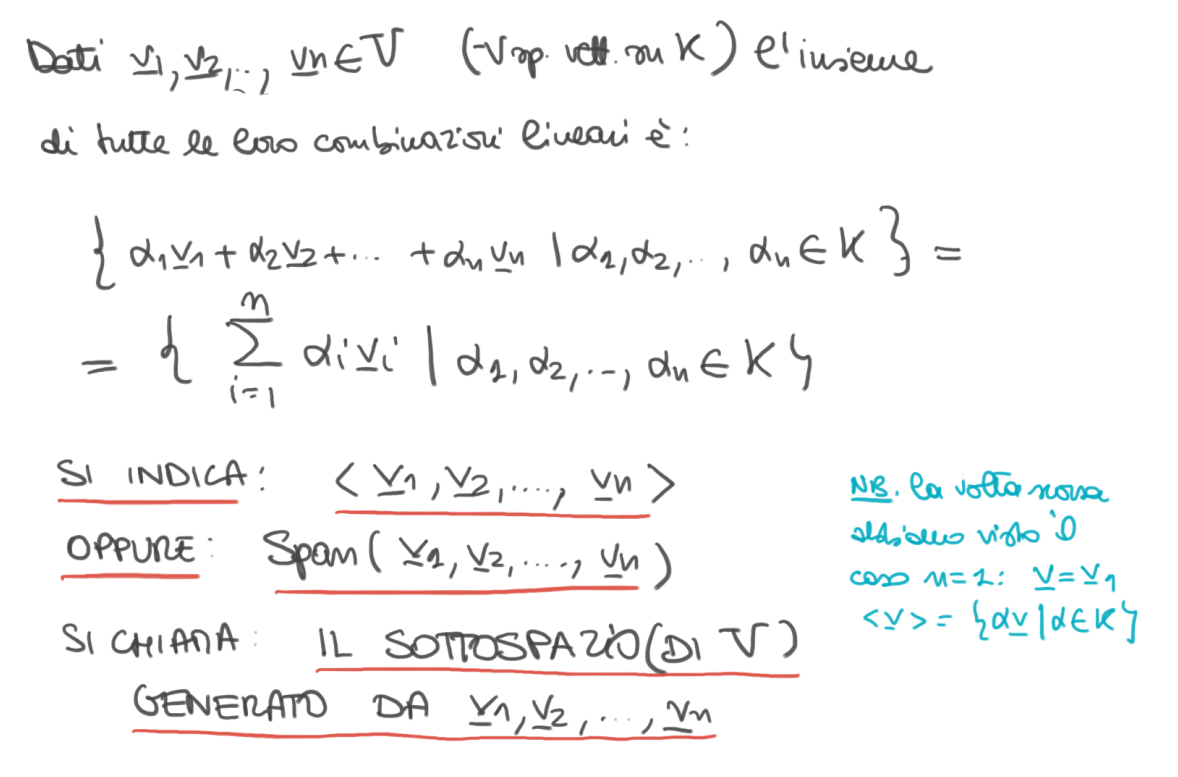 Dati v1, v2, .., vn ∈ V (V sp. vett. su K) l'insieme
di tutte le loro combinazioni lineari è:
{ α1v1 + α2v2 + ... + αnvn | α1, α2, .., αn ∈ K } =
= { ∑_{i=1}^{n} αivi | α1, α2, ..., αn ∈ K }
SI INDICA: < v1, v2, ...., vn >
OPPURE: Span( v1, v2, ...., vn )
SI CHIAMA: IL SOTTOSPAZIO (DI V)
GENERATO DA v1, v2, ..., vn
NB. la volta scorsa
abbiamo visto il
caso n=1: v = v1
<v> = {αv | α ∈ K}